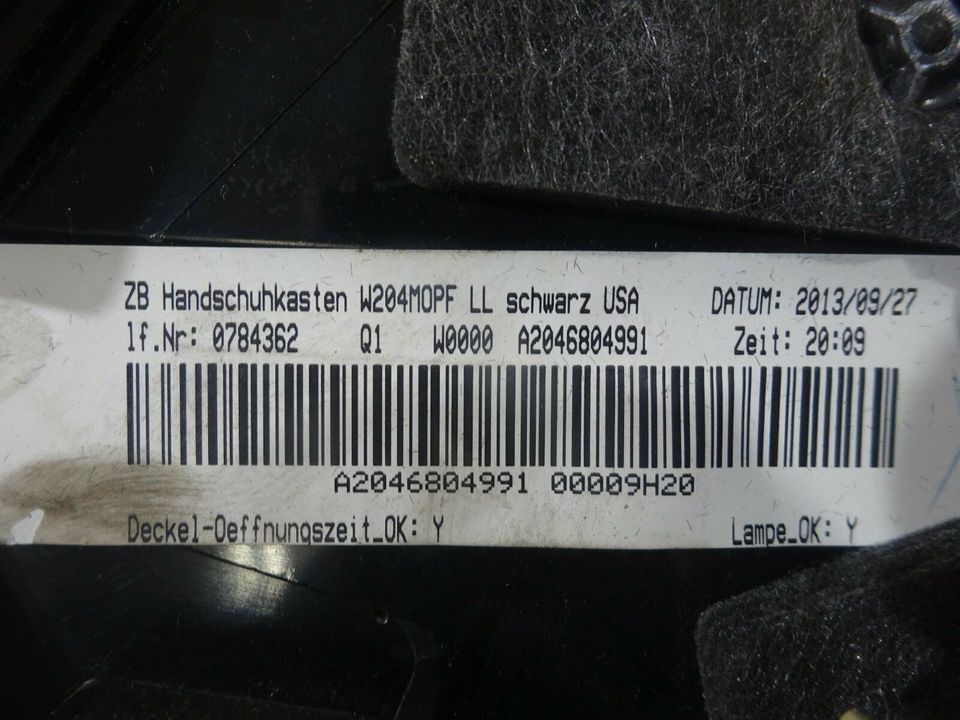 ZB Handschuhkasten W204MOPF LL schwarz USA DATUM: 2013/09/27
lf.Nr: 0784362 Q1 W0000 A2046804991 Zeit: 20:09
A2046804991 00009H20
Deckel-Oeffnungszeit_OK: Y Lampe_OK: Y